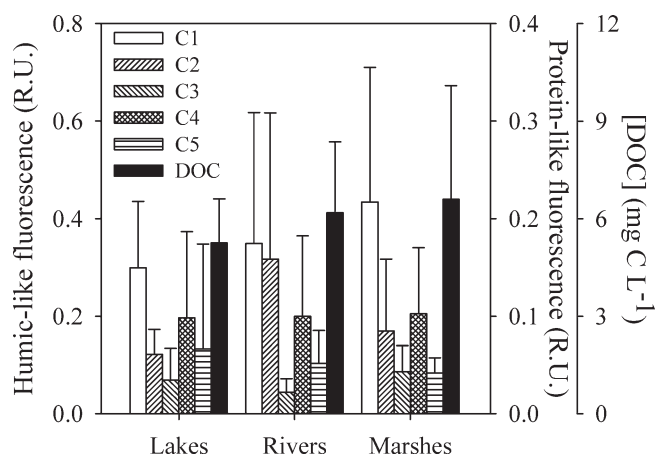 Humic-like fluorescence (R.U.)
0.8
0.6
0.4
0.2
0.0
C1
C2
C3
C4
C5
DOC
Lakes
Rivers
Marshes
0.4
0.3
0.2
0.1
0.0
Protein-like fluorescence (R.U.)
12
9
6
3
0
[DOC] (mg C L⁻¹)